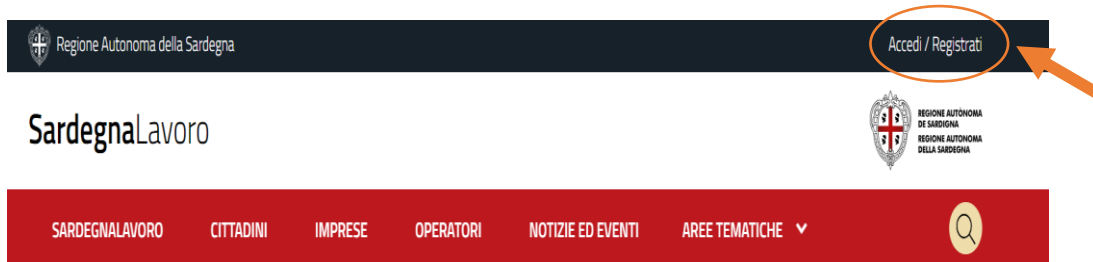 Regione Autonoma della Sardegna
Accedi / Registrati
SardegnaLavoro
REGIONE AUTÒNOMA
DE SARDIGNA
REGIONE AUTONOMA
DELLA SARDEGNA
SARDEGNALAVORO CITTADINI IMPRESE OPERATORI NOTIZIE ED EVENTI AREE TEMATICHE